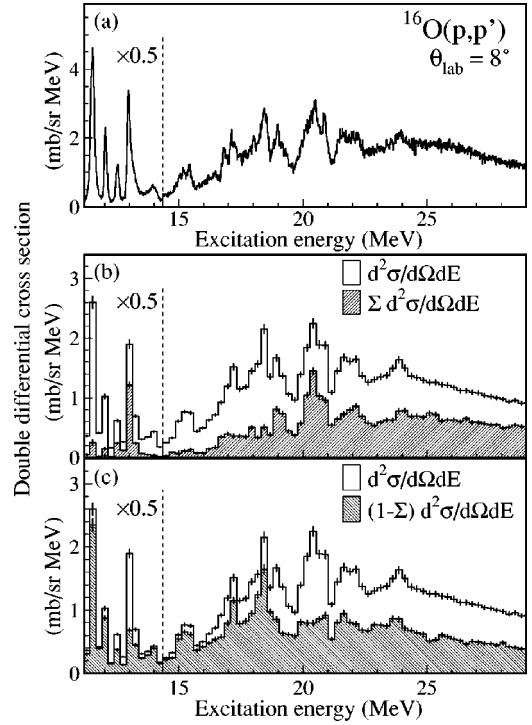 (a)
¹⁶O(p,p')
θlab = 8°
×0.5
(mb/sr MeV)
4
2
0
15 20 25
Excitation energy (MeV)
Double differential cross section
(b)
d²σ/dΩdE
Σ d²σ/dΩdE
×0.5
(mb/sr MeV)
3
2
1
0
(c)
d²σ/dΩdE
(1-Σ) d²σ/dΩdE
×0.5
(mb/sr MeV)
3
2
1
0
15 20 25
Excitation energy (MeV)